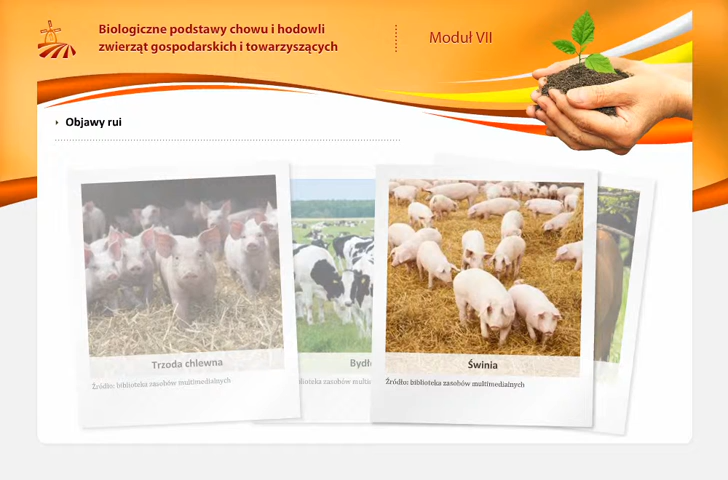 Biologiczne podstawy chowu i hodowli
zwierząt gospodarskich i towarzyszących
Moduł VII
Objawy rui
Trzoda chlewna
Źródło: biblioteka zasobów multimedialnych
Świnia
Źródło: biblioteka zasobów multimedialnych